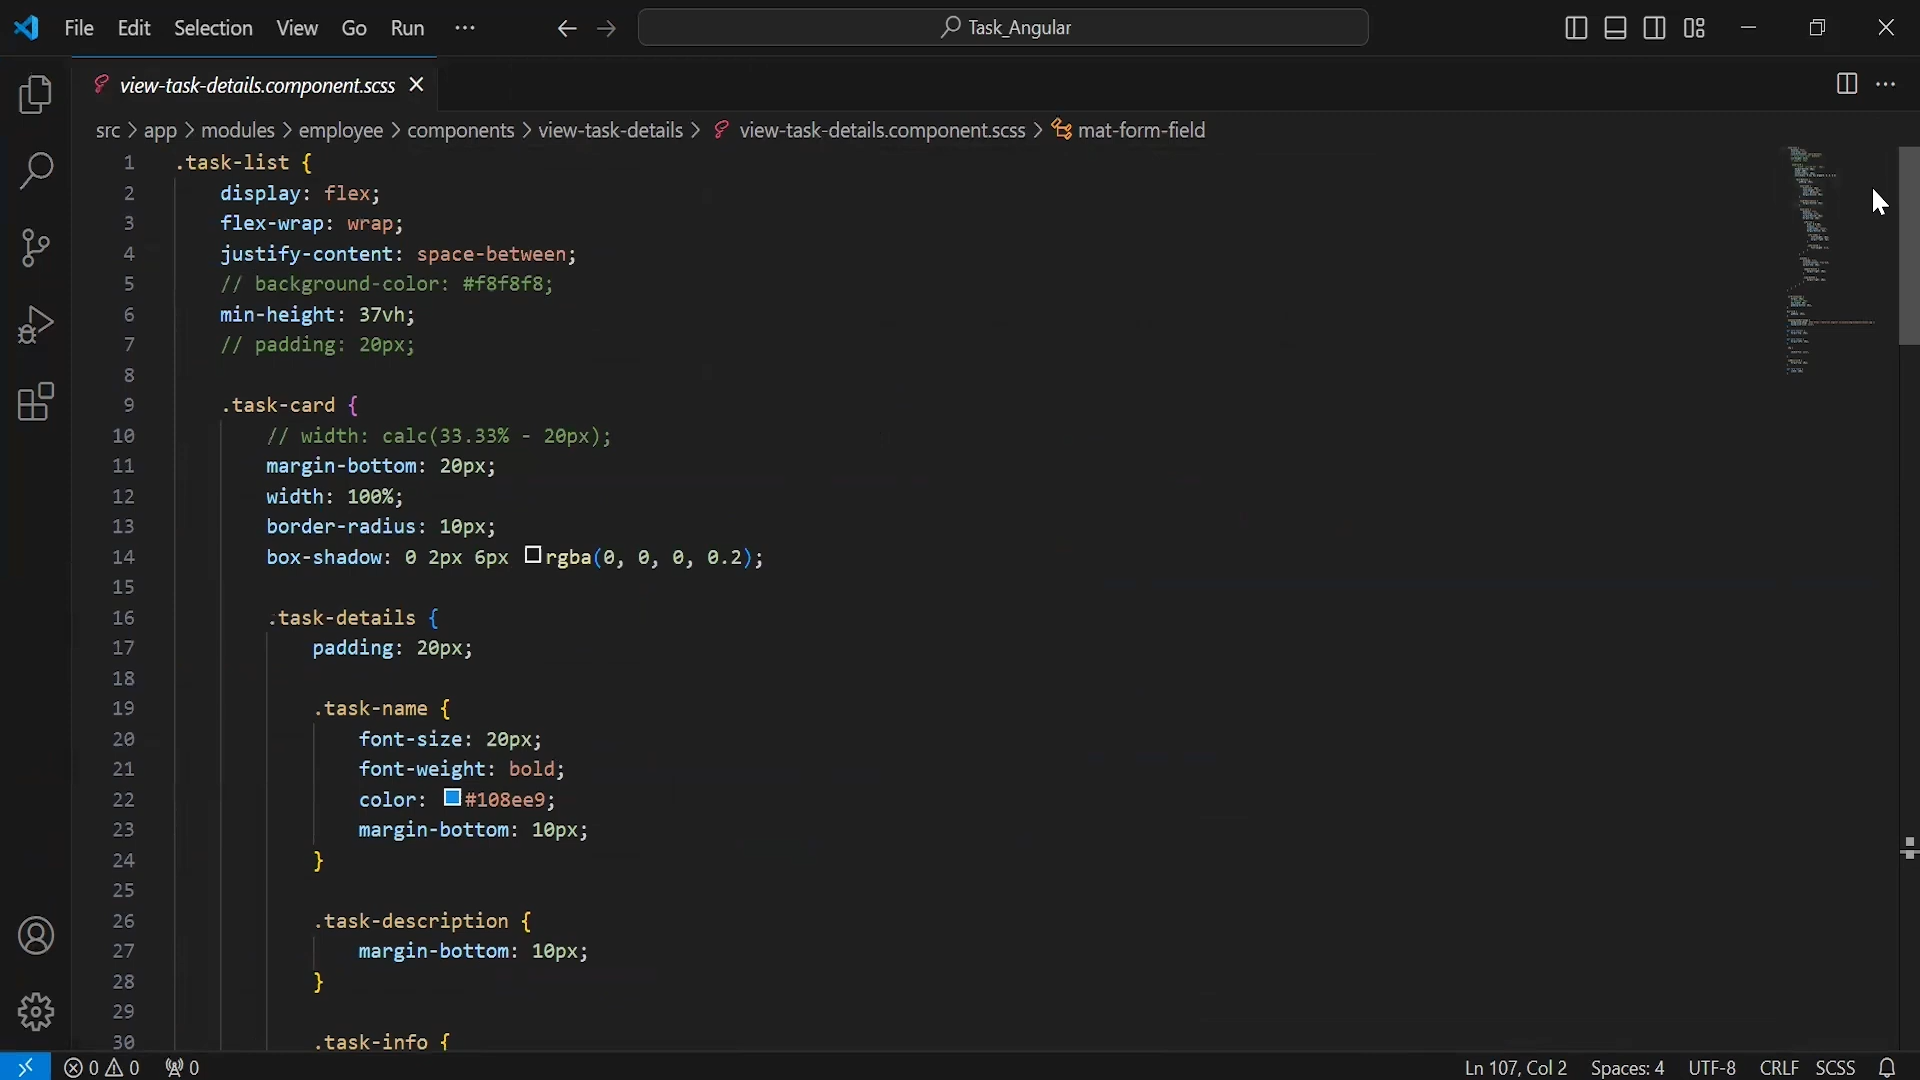 File Edit Selection View Go Run ··· Task_Angular
view-task-details.component.scss
src > app > modules > employee > components > view-task-details > view-task-details.component.scss > mat-form-field
1 .task-list {
2 display: flex;
3 flex-wrap: wrap;
4 justify-content: space-between;
5 // background-color: #f8f8f8;
6 min-height: 37vh;
7 // padding: 20px;
8
9 .task-card {
10 // width: calc(33.33% - 20px);
11 margin-bottom: 20px;
12 width: 100%;
13 border-radius: 10px;
14 box-shadow: 0 2px 6px rgba(0, 0, 0, 0.2);
15
16 .task-details {
17 padding: 20px;
18
19 .task-name {
20 font-size: 20px;
21 font-weight: bold;
22 color: #108ee9;
23 margin-bottom: 10px;
24 }
25
26 .task-description {
27 margin-bottom: 10px;
28 }
29
30 .task-info {
0 0 0 Ln 107, Col 2 Spaces: 4 UTF-8 CRLF SCSS